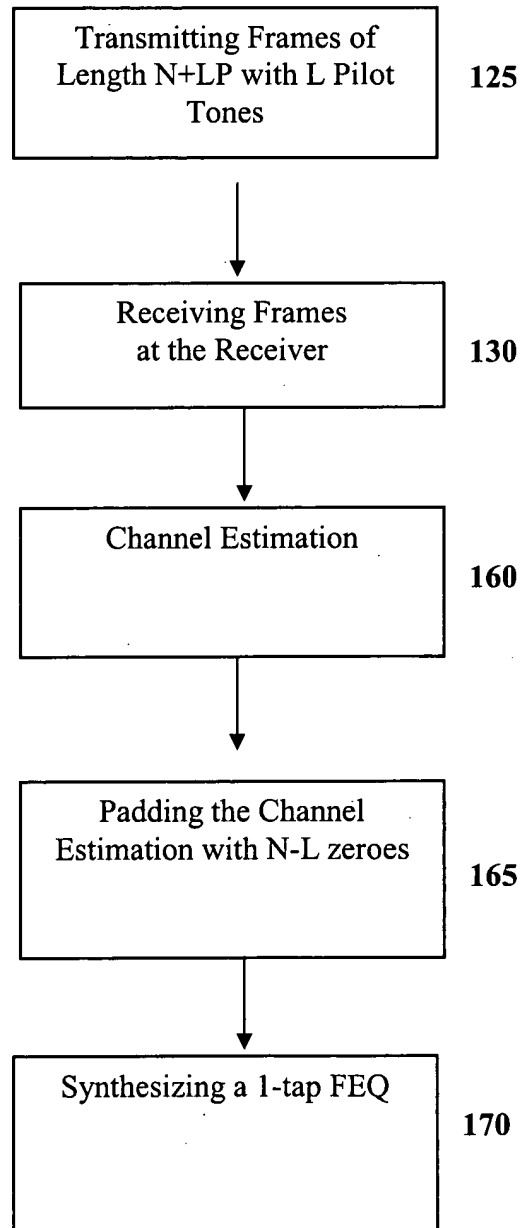 Transmitting Frames of
Length N+LP with L Pilot
Tones
125
Receiving Frames
at the Receiver
130
Channel Estimation
160
Padding the Channel
Estimation with N-L zeroes
165
Synthesizing a 1-tap FEQ
170